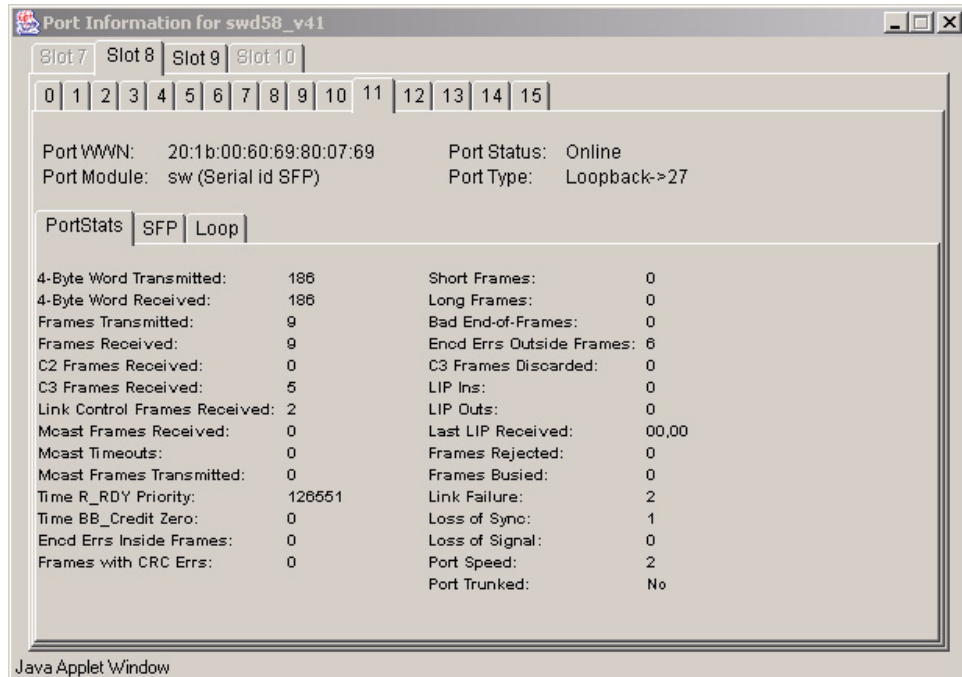 Port Information for swd58_v41
Slot 7 Slot 8 Slot 9 Slot 10
0 1 2 3 4 5 6 7 8 9 10 11 12 13 14 15
Port WWN: 20:1b:00:60:69:80:07:69 Port Status: Online
Port Module: sw (Serial id SFP) Port Type: Loopback->27
PortStats SFP Loop
4-Byte Word Transmitted: 186 Short Frames: 0
4-Byte Word Received: 186 Long Frames: 0
Frames Transmitted: 9 Bad End-of-Frames: 0
Frames Received: 9 Encd Errs Outside Frames: 6
C2 Frames Received: 0 C3 Frames Discarded: 0
C3 Frames Received: 5 LIP Ins: 0
Link Control Frames Received: 2 LIP Outs: 0
Mcast Frames Received: 0 Last LIP Received: 00,00
Mcast Timeouts: 0 Frames Rejected: 0
Mcast Frames Transmitted: 0 Frames Busied: 0
Time R_RDY Priority: 126551 Link Failure: 2
Time BB_Credit Zero: 0 Loss of Sync: 1
Encd Errs Inside Frames: 0 Loss of Signal: 0
Frames with CRC Errs: 0 Port Speed: 2
Port Trunked: No
Java Applet Window